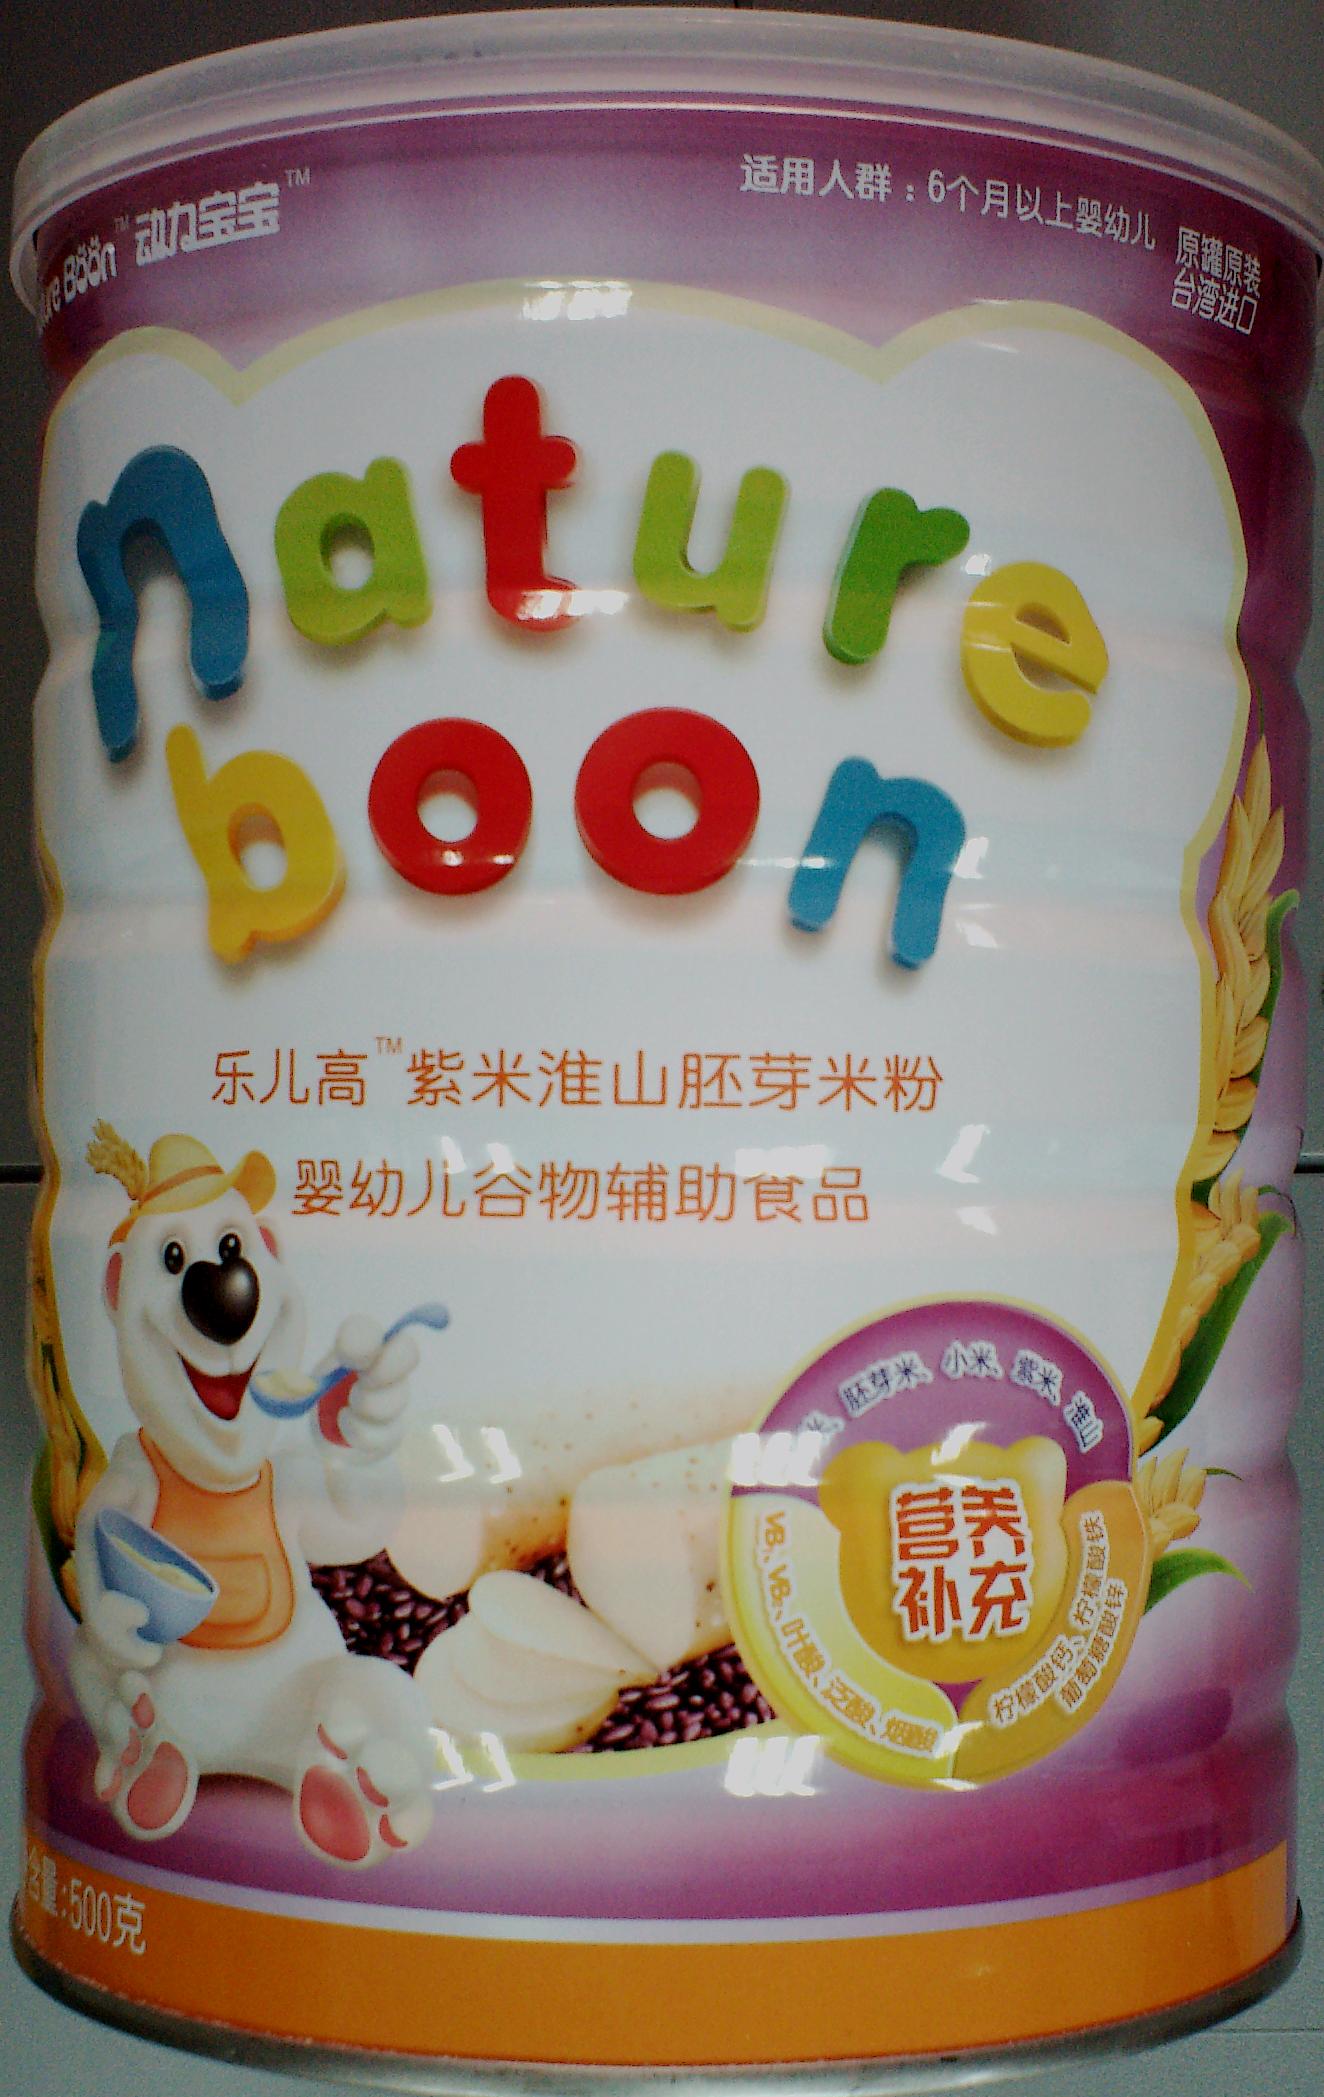 Böön™ 动力宝宝™
适用人群：6个月以上婴幼儿
原罐原装
台湾进口
nature
boon
乐儿高™紫米淮山胚芽米粉
婴幼儿谷物辅助食品
米、胚芽米、小米、紫米、淮山
营养
补充
叶酸、泛酸、烟酸
柠檬酸钙、柠檬酸铁
葡萄糖酸锌
含量:500克